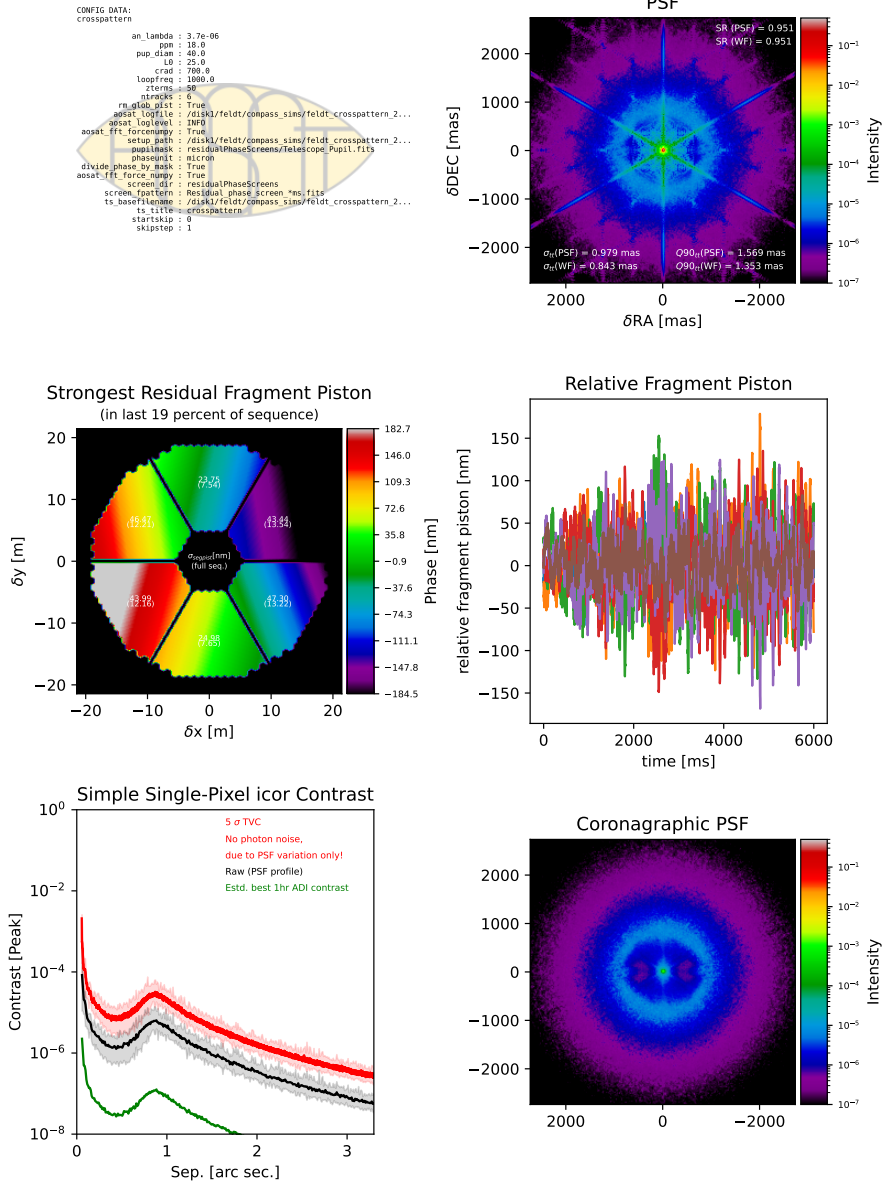 CONFIG DATA:
crosspattern
an_lambda : 3.7e-06
ppm : 18.0
pup_diam : 40.0
L0 : 25.0
crad : 700.0
loopfreq : 1000.0
zterms : 50
ntracks : 6
rm_glob_pist : True
aosat_logfile : /disk1/feldt/compass_sims/feldt_crosspattern_2...
aosat_loglevel : INFO
aosat_fft_forcenumpy : True
setup_path : /disk1/feldt/compass_sims/feldt_crosspattern_2...
pupilmask : residualPhaseScreens/Telescope_Pupil.fits
phaseunit : micron
divide_phase_by_mask : True
aosat_fft_force_numpy : True
screen_dir : residualPhaseScreens
screen_fpattern : Residual_phase_screen_*ms.fits
ts_basefilename : /disk1/feldt/compass_sims/feldt_crosspattern_2...
ts_title : crosspattern
startskip : 0
skipstep : 1
PSF
SR (PSF) = 0.951
SR (WF) = 0.951
σtt(PSF) = 0.979 mas
Q90tt(PSF) = 1.569 mas
σtt(WF) = 0.843 mas
Q90tt(WF) = 1.353 mas
2000
1000
0
−1000
−2000
δDEC [mas]
2000
0
−2000
δRA [mas]
10−1
10−2
10−3
10−4
10−5
10−6
10−7
Intensity
Strongest Residual Fragment Piston
(in last 19 percent of sequence)
20
10
0
−10
−20
δy [m]
23.75
(7.54)
46.47
(12.21)
43.44
(13.54)
σsegpist[nm]
(full seq.)
43.99
(12.16)
47.30
(13.22)
24.98
(7.65)
−20
−10
0
10
20
δx [m]
182.7
146.0
109.2
72.6
35.8
−0.9
−37.6
−74.3
−111.1
−147.8
−184.5
Phase [nm]
Relative Fragment Piston
150
100
50
0
−50
−100
−150
relative fragment piston [nm]
0
2000
4000
6000
time [ms]
Simple Single-Pixel icor Contrast
5 σ TVC
No photon noise,
due to PSF variation only!
Raw (PSF profile)
Estd. best 1hr ADI contrast
100
10−2
10−4
10−6
10−8
Contrast [Peak]
0
1
2
3
Sep. [arc sec.]
Coronagraphic PSF
2000
1000
0
−1000
−2000
2000
0
−2000
10−1
10−2
10−3
10−4
10−5
10−6
10−7
Intensity